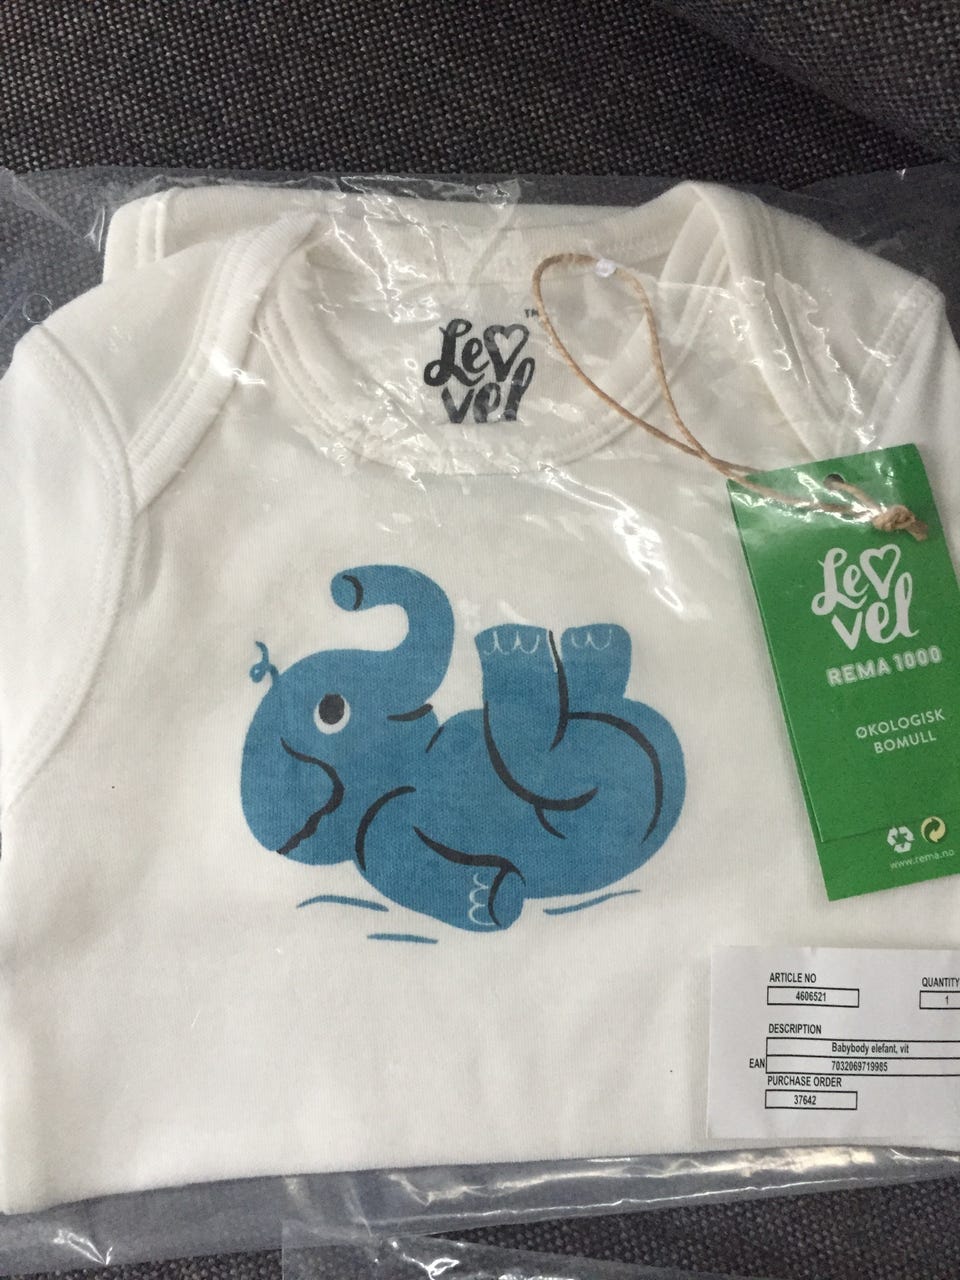 Le♡vel™
Le♡
vel
REMA 1000
ØKOLOGISK
BOMULL
www.rema.no
ARTICLE NO
4606521
QUANTITY
1
DESCRIPTION
Babybody elefant, vit
EAN
7032069719985
PURCHASE ORDER
37642